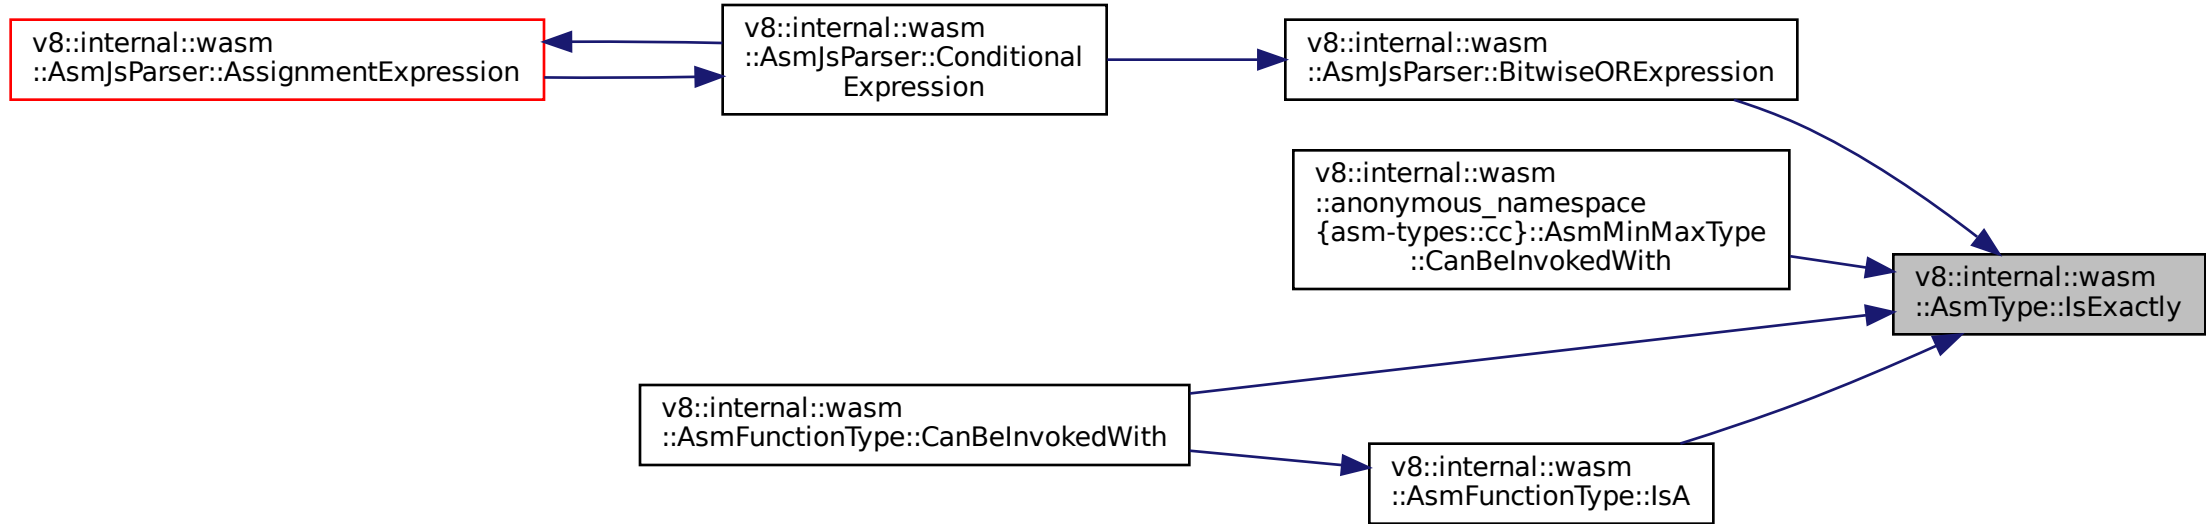 v8::internal::wasm
::AsmJsParser::AssignmentExpression
v8::internal::wasm
::AsmJsParser::Conditional
Expression
v8::internal::wasm
::AsmJsParser::BitwiseORExpression
v8::internal::wasm
::anonymous_namespace
{asm-types::cc}::AsmMinMaxType
::CanBeInvokedWith
v8::internal::wasm
::AsmType::IsExactly
v8::internal::wasm
::AsmFunctionType::CanBeInvokedWith
v8::internal::wasm
::AsmFunctionType::IsA